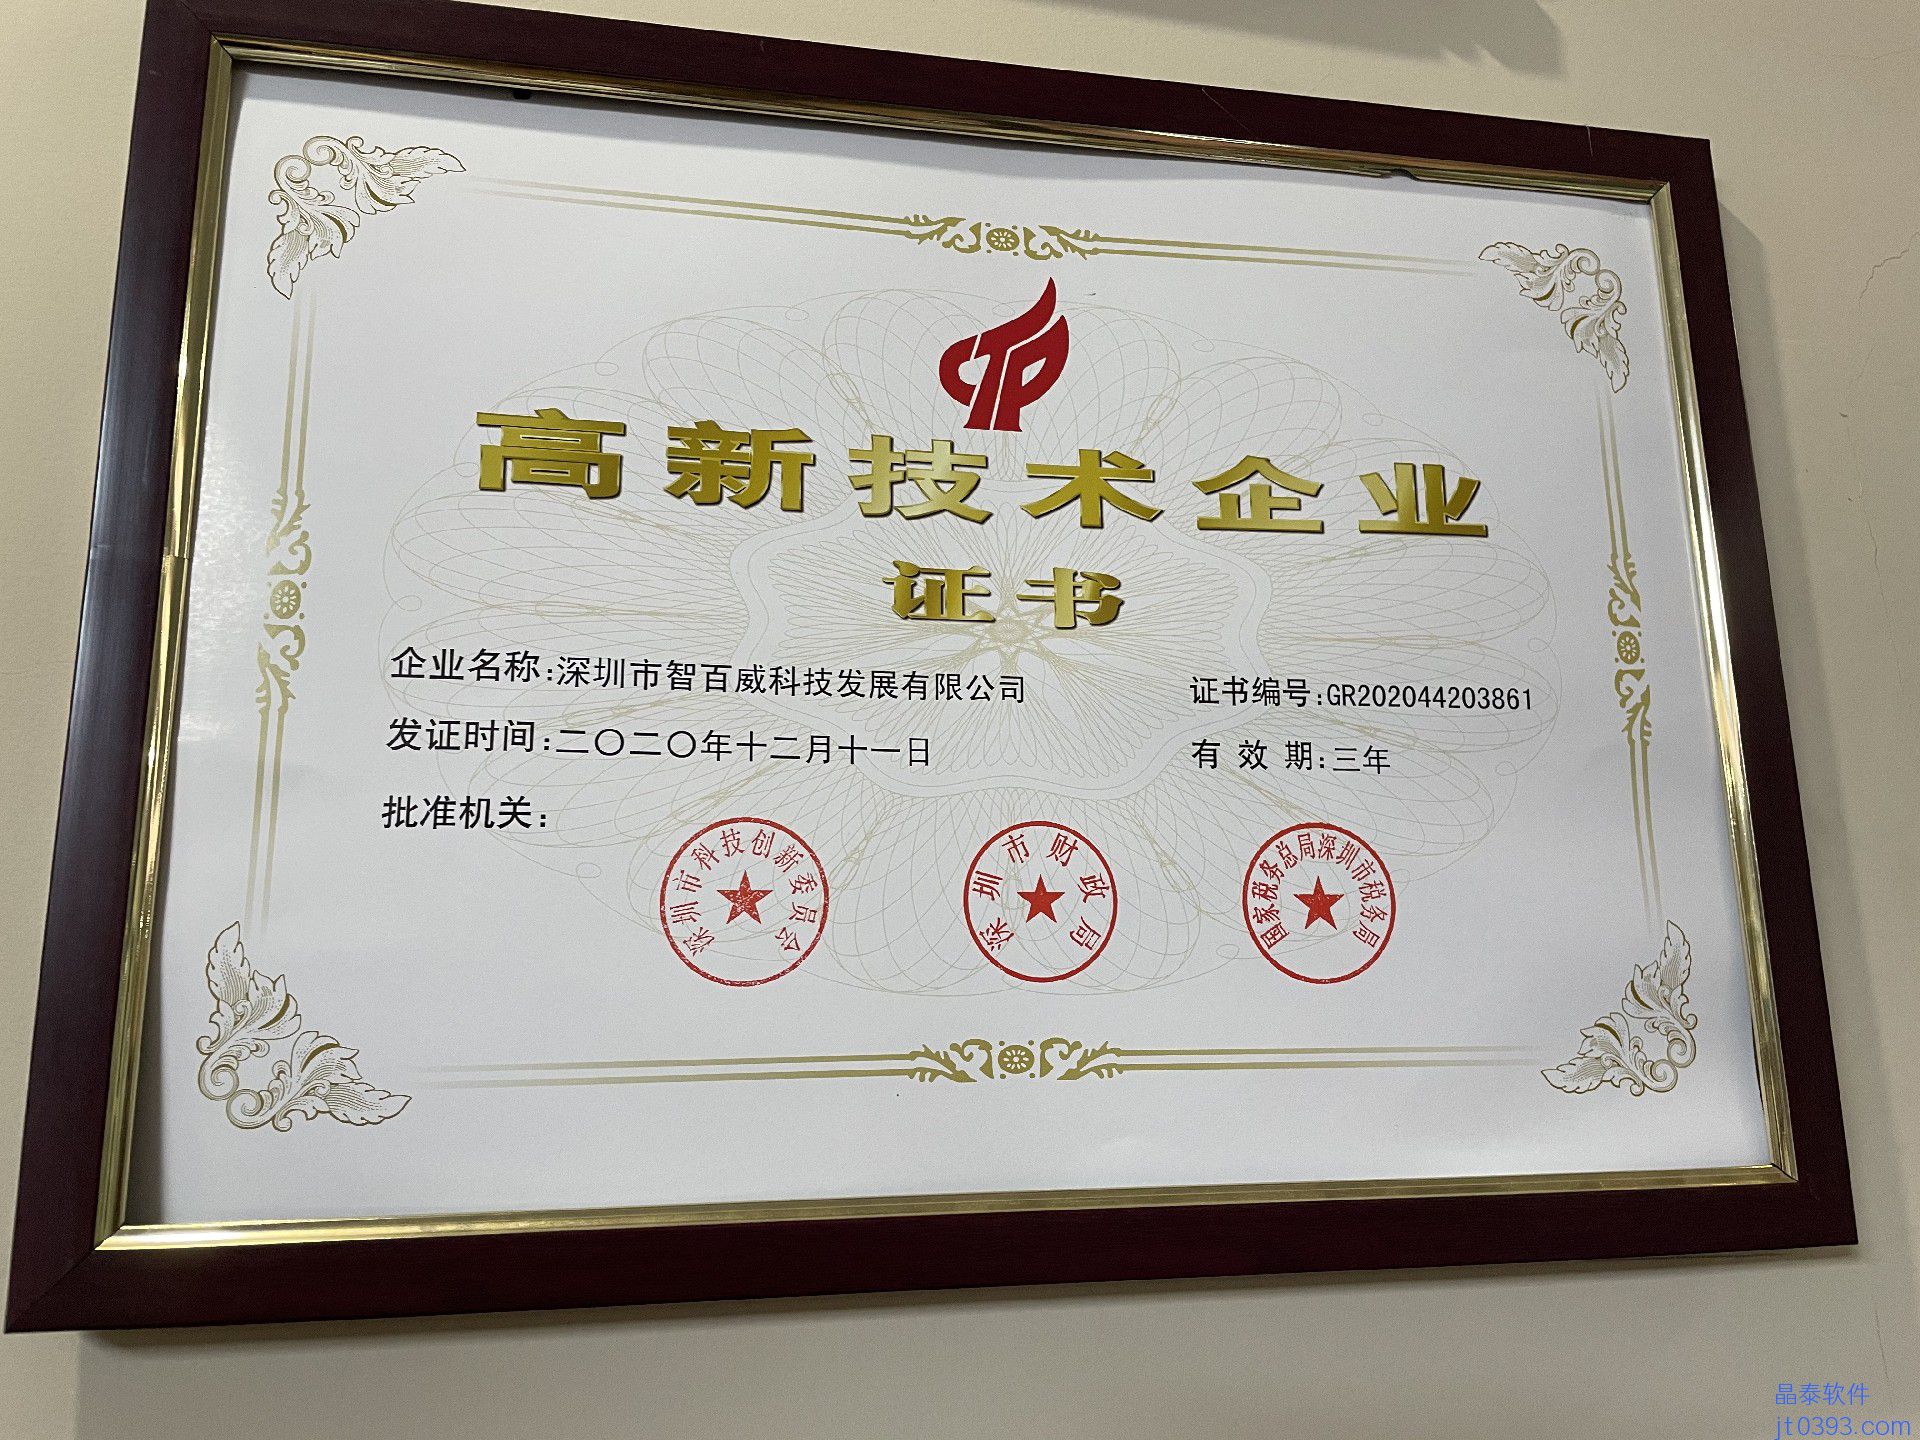 CTP
高新技术企业
证书
企业名称:深圳市智百威科技发展有限公司
证书编号:GR202044203861
发证时间:二〇二〇年十二月十一日
有 效 期:三年
批准机关:
深圳市科技创新委员会
深圳市财政局
国家税务总局深圳市税务局
晶泰软件
jt0393.com